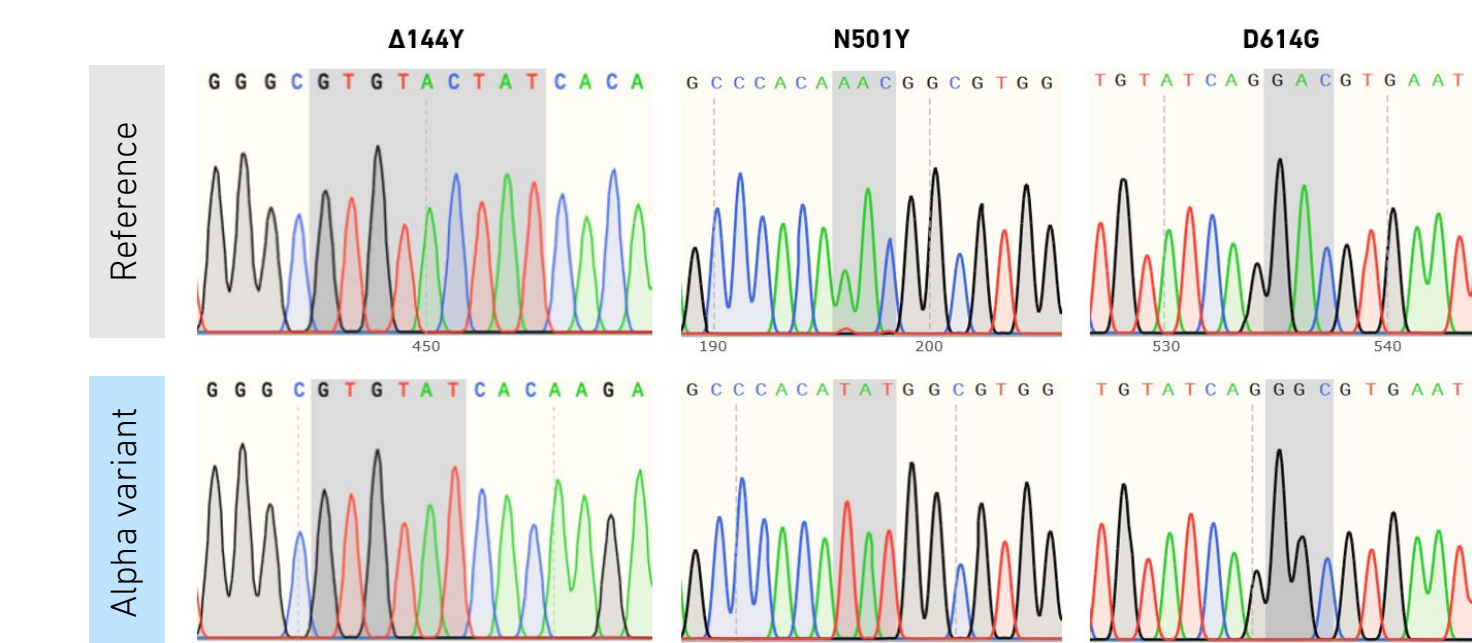 Δ144Y N501Y D614G
Reference
G G G C G T G T A C T A T C A C A
G C C C A C A A A C G G C G T G G
T G T A T C A G G A C G T G A A T
450
190 200
530 540
Alpha variant
G G G C G T G T A T C A C A A G A
G C C C A C A T A T G G C G T G G
T G T A T C A G G G C G T G A A T